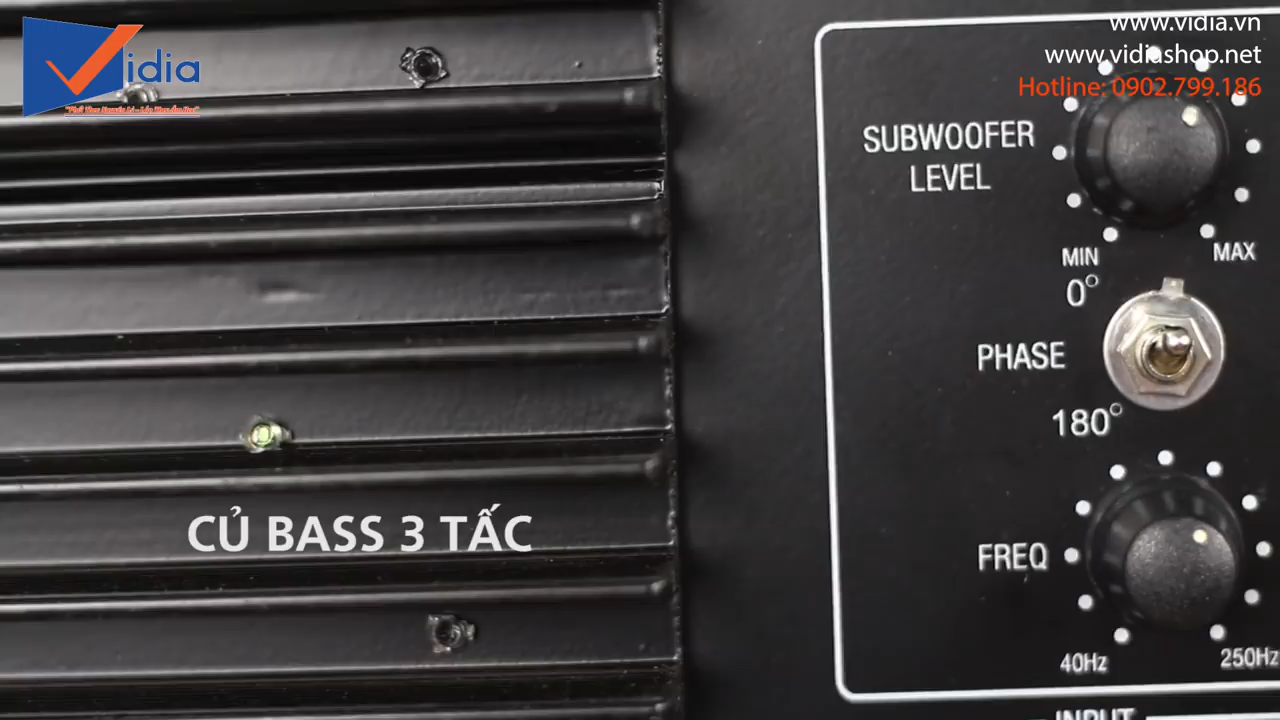 Vidia
www.vidia.vn
www.vidiashop.net
Hotline: 0902.799.186
SUBWOOFER
LEVEL
MIN
MAX
0°
PHASE
180°
CỦ BASS 3 TẤC
FREQ
40Hz
250Hz
INPUT